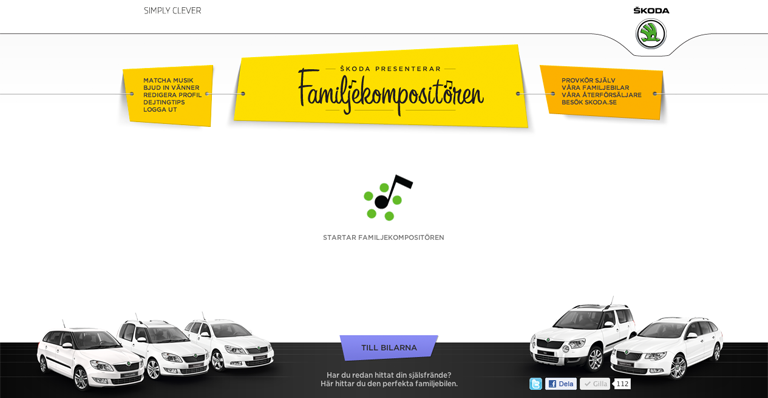 SIMPLY CLEVER
ŠKODA
MATCHA MUSIK
BJUD IN VÄNNER
REDIGERA PROFIL
DEJTINGTIPS
LOGGA UT
ŠKODA PRESENTERAR
Familjekompositören
PROVKÖR SJÄLV
VÅRA FAMILJEBILAR
VÅRA ÅTERFÖRSÄLJARE
BESÖK SKODA.SE
STARTAR FAMILJEKOMPOSITÖREN
TILL BILARNA
Har du redan hittat din själsfrände?
Här hittar du den perfekta familjebilen.
Dela
Gilla
112